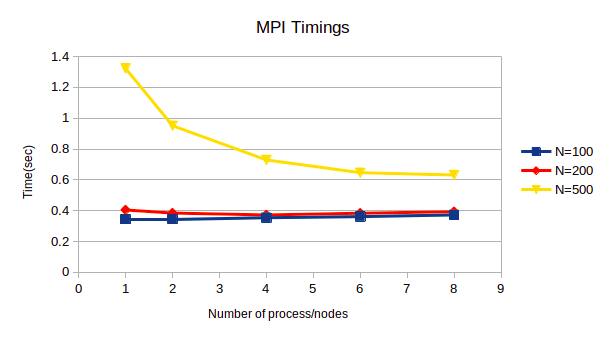 MPI Timings
1.4
1.2
1
0.8
0.6
0.4
0.2
0
0 1 2 3 4 5 6 7 8 9
Time(sec)
Number of process/nodes
N=100
N=200
N=500